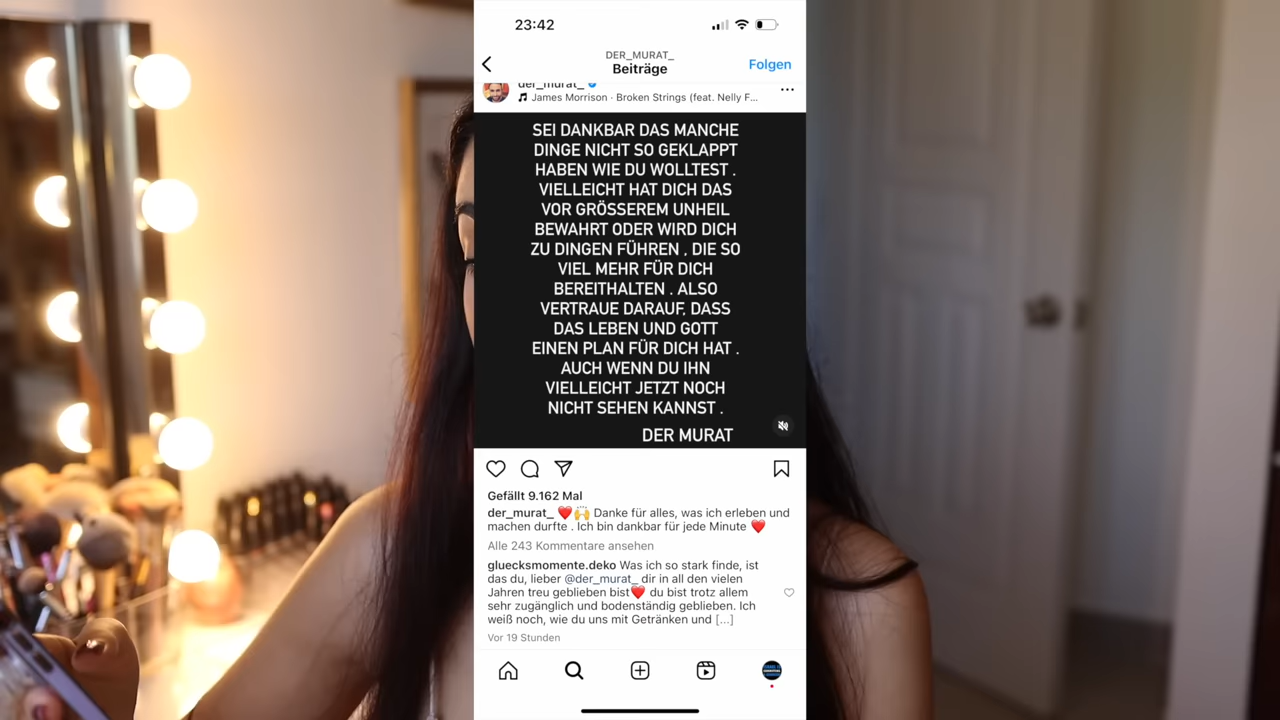 23:42
DER_MURAT_
Beiträge
Folgen
der_murat_
James Morrison · Broken Strings (feat. Nelly F...
SEI DANKBAR DAS MANCHE
DINGE NICHT SO GEKLAPPT
HABEN WIE DU WOLLTEST .
VIELLEICHT HAT DICH DAS
VOR GRÖSSEREM UNHEIL
BEWAHRT ODER WIRD DICH
ZU DINGEN FÜHREN , DIE SO
VIEL MEHR FÜR DICH
BEREITHALTEN . ALSO
VERTRAUE DARAUF, DASS
DAS LEBEN UND GOTT
EINEN PLAN FÜR DICH HAT .
AUCH WENN DU IHN
VIELLEICHT JETZT NOCH
NICHT SEHEN KANNST .
DER MURAT
Gefällt 9.162 Mal
der_murat_ ❤️🙌 Danke für alles, was ich erleben und
machen durfte . Ich bin dankbar für jede Minute ❤️
Alle 243 Kommentare ansehen
gluecksmomente.deko Was ich so stark finde, ist
das du, lieber @der_murat_ dir in all den vielen
Jahren treu geblieben bist❤️ du bist trotz allem
sehr zugänglich und bodenständig geblieben. Ich
weiß noch, wie du uns mit Getränken und [...]
Vor 19 Stunden